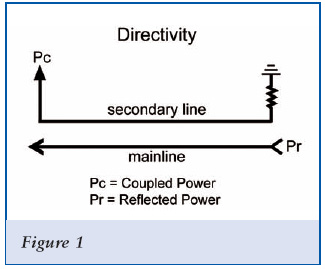 Directivity
Pc
secondary line
mainline
Pr
Pc = Coupled Power
Pr = Reflected Power
Figure 1